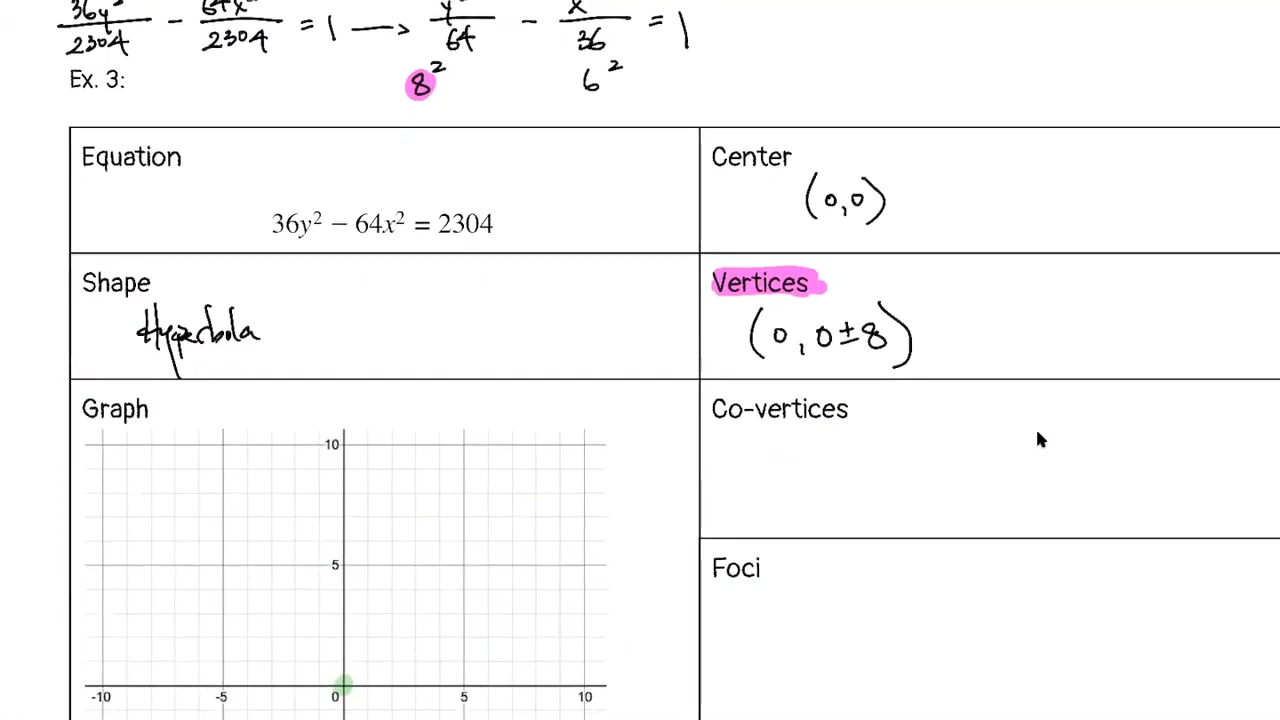 36y²/2304 - 64x²/2304 = 1 → y²/64 - x²/36 = 1
Ex. 3: 8² 6²
Equation
36y² − 64x² = 2304
Center
(0,0)
Shape
Hyperbola
Vertices
(0, 0±8)
Graph
10
5
-10 -5 0 5 10
Co-vertices
Foci